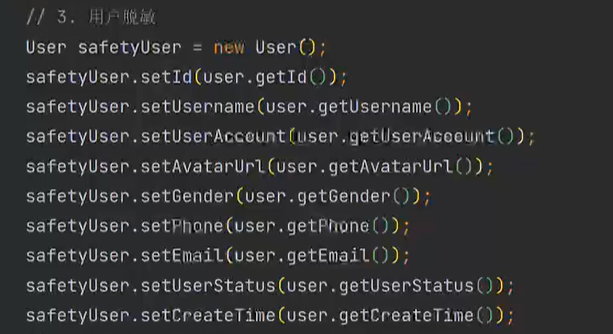 // 3. 用户脱敏
User safetyUser = new User();
safetyUser.setId(user.getId());
safetyUser.setUsername(user.getUsername());
safetyUser.setUserAccount(user.getUserAccount());
safetyUser.setAvatarUrl(user.getAvatarUrl());
safetyUser.setGender(user.getGender());
safetyUser.setPhone(user.getPhone());
safetyUser.setEmail(user.getEmail());
safetyUser.setUserStatus(user.getUserStatus());
safetyUser.setCreateTime(user.getCreateTime());